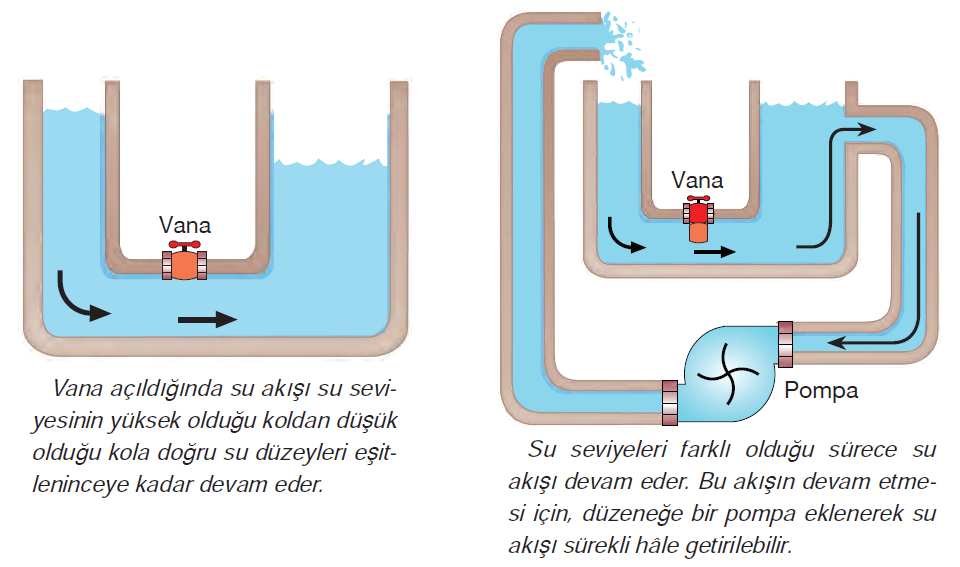 Vana
Vana açıldığında su akışı su sevi-
yesinin yüksek olduğu koldan düşük
olduğu kola doğru su düzeyleri eşit-
leninceye kadar devam eder.
Vana
Pompa
Su seviyeleri farklı olduğu sürece su
akışı devam eder. Bu akışın devam etme-
si için, düzeneğe bir pompa eklenerek su
akışı sürekli hâle getirilebilir.